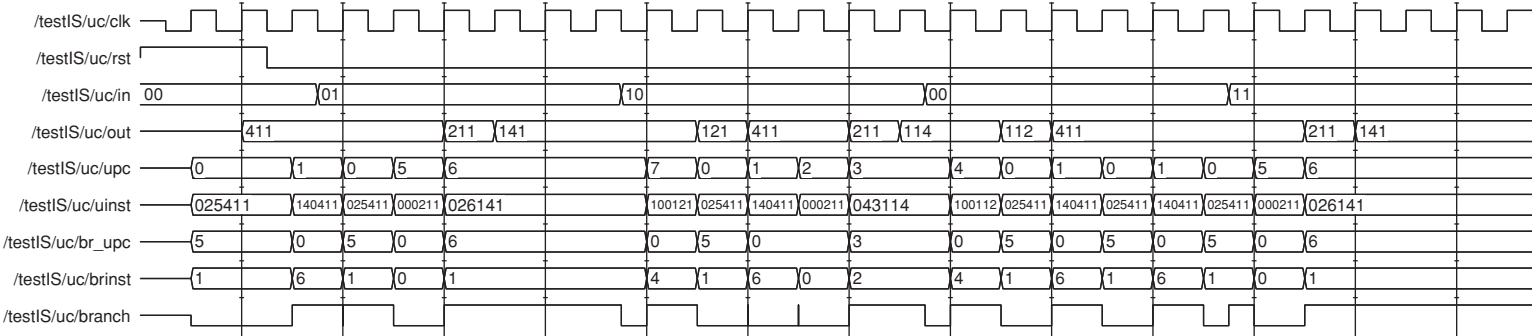 /testIS/uc/clk
/testIS/uc/rst
/testIS/uc/in 00 01 10 00 11
/testIS/uc/out 411 211 141 121 411 211 114 112 411 211 141
/testIS/uc/upc 0 1 0 5 6 7 0 1 2 3 4 0 1 0 1 0 5 6
/testIS/uc/uinst 025411 140411 025411 000211 026141 100121 025411 140411 000211 043114 100112 025411 140411 025411 140411 025411 000211 026141
/testIS/uc/br_upc 5 0 5 0 6 0 5 0 3 0 5 0 5 0 5 0 6
/testIS/uc/brinst 1 6 1 0 1 4 1 6 0 2 4 1 6 1 6 1 0 1
/testIS/uc/branch